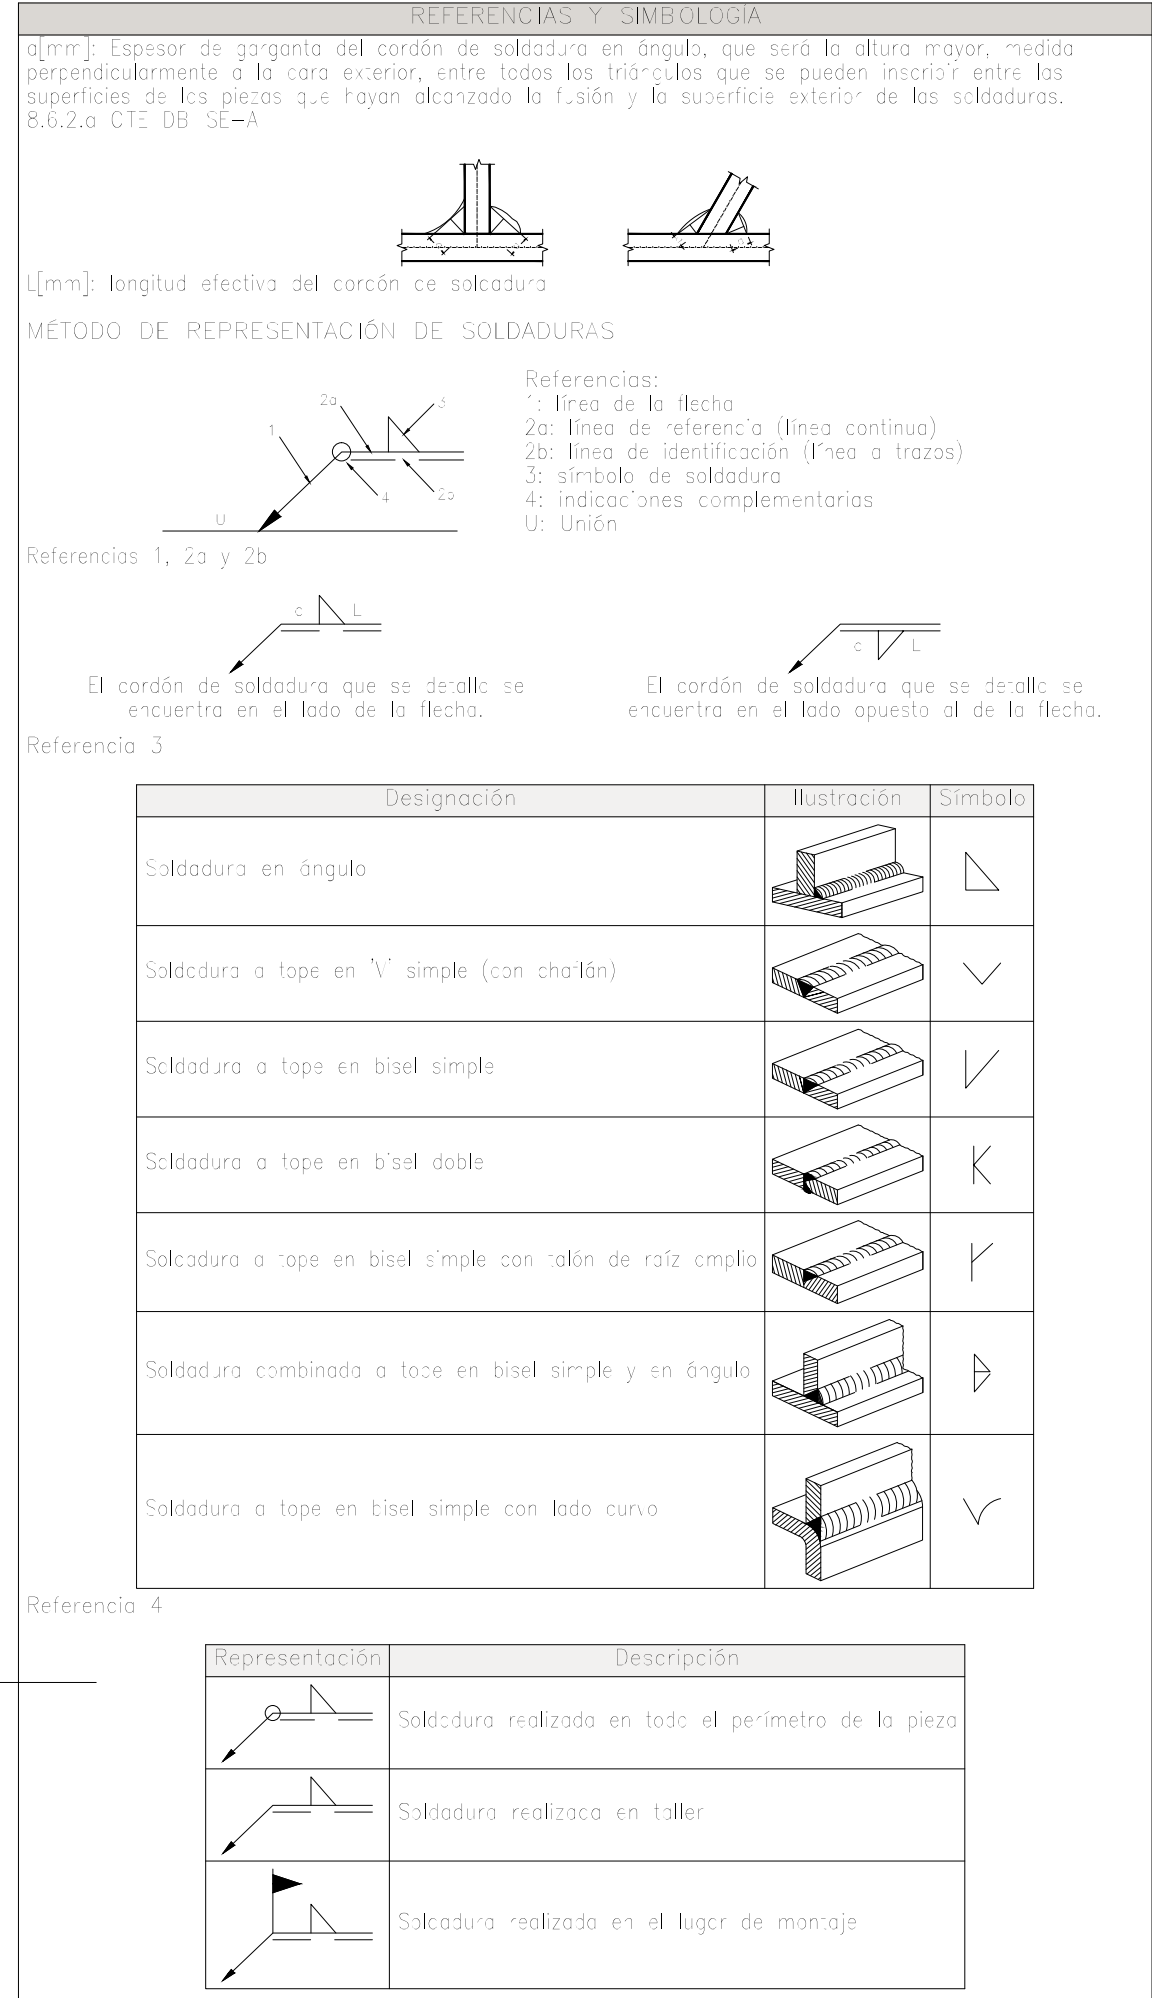 REFERENCIAS Y SIMBOLOGÍA
a[mm]: Espesor de garganta del cordón de soldadura en ángulo, que será la altura mayor, medida
perpendicularmente a la cara exterior, entre todos los triángulos que se pueden inscribir entre las
superficies de las piezas que hayan alcanzado la fusión y la superficie exterior de las soldaduras.
8.6.2.a CTE DB SE-A
a a a a
L[mm]: longitud efectiva del cordón de soldadura
MÉTODO DE REPRESENTACIÓN DE SOLDADURAS
2a 3
1
4 2b
U
Referencias:
1: línea de la flecha
2a: línea de referencia (línea continua)
2b: línea de identificación (línea a trazos)
3: símbolo de soldadura
4: indicaciones complementarias
U: Unión
Referencias 1, 2a y 2b
a L
El cordón de soldadura que se detalla se
encuentra en el lado de la flecha.
a L
El cordón de soldadura que se detalla se
encuentra en el lado opuesto al de la flecha.
Referencia 3
Designación Ilustración Símbolo
Soldadura en ángulo
Soldadura a tope en 'V' simple (con chaflán)
Soldadura a tope en bisel simple
Soldadura a tope en bisel doble
Soldadura a tope en bisel simple con talón de raíz amplio
Soldadura combinada a tope en bisel simple y en ángulo
Soldadura a tope en bisel simple con lado curvo
Referencia 4
Representación Descripción
Soldadura realizada en todo el perímetro de la pieza
Soldadura realizada en taller
Soldadura realizada en el lugar de montaje